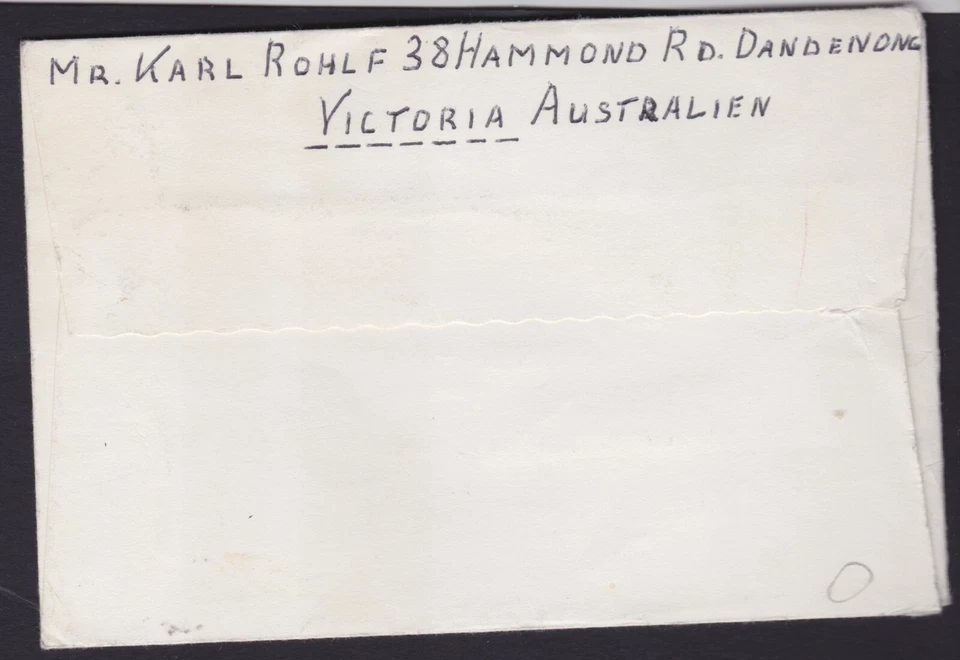 MR. KARL ROHLF 38 HAMMOND RD. DANDENONG
VICTORIA AUSTRALIEN